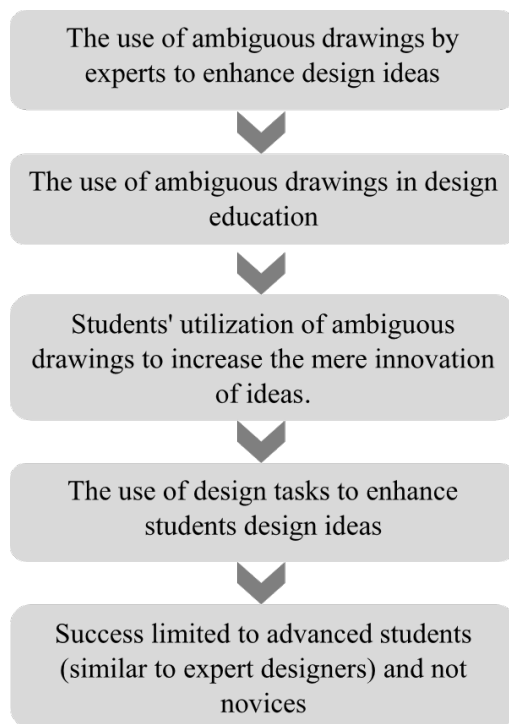 The use of ambiguous drawings by
experts to enhance design ideas
The use of ambiguous drawings in design
education
Students' utilization of ambiguous
drawings to increase the mere innovation
of ideas.
The use of design tasks to enhance
students design ideas
Success limited to advanced students
(similar to expert designers) and not
novices